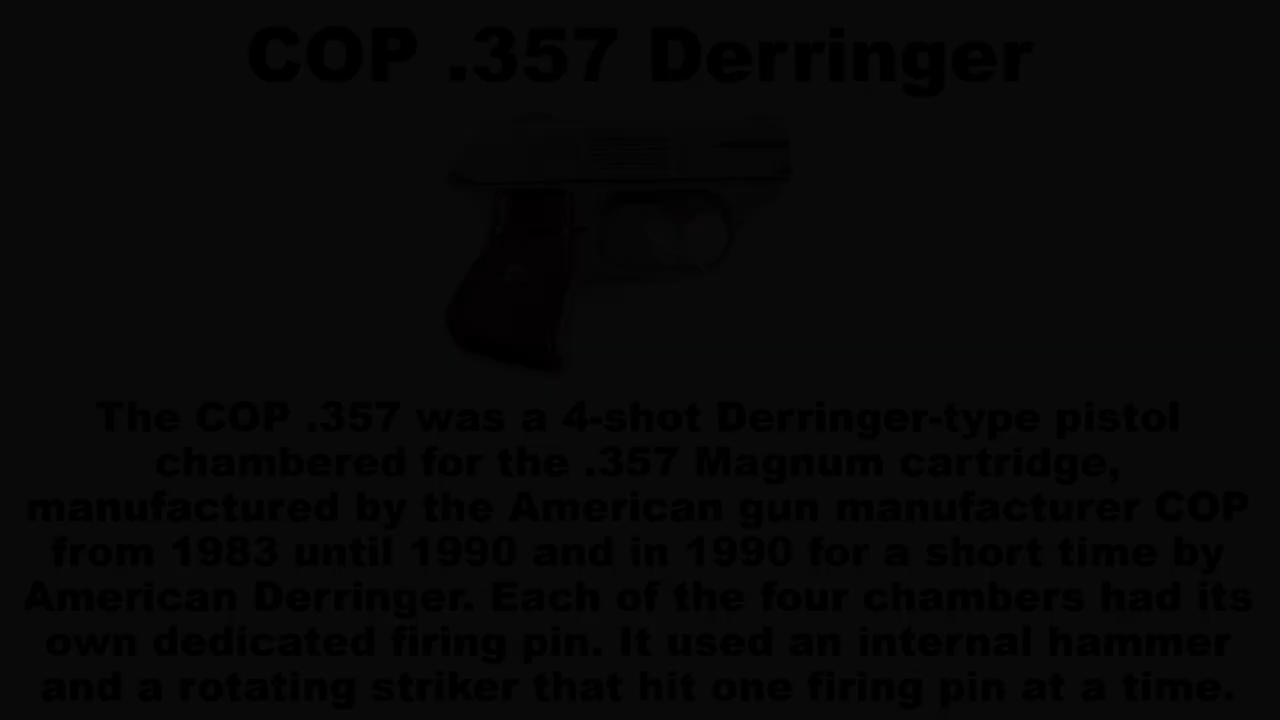 COP .357 Derringer
The COP .357 was a 4-shot Derringer-type pistol
chambered for the .357 Magnum cartridge,
manufactured by the American gun manufacturer COP
from 1983 until 1990 and in 1990 for a short time by
American Derringer. Each of the four chambers had its
own dedicated firing pin. It used an internal hammer
and a rotating striker that hit one firing pin at a time.